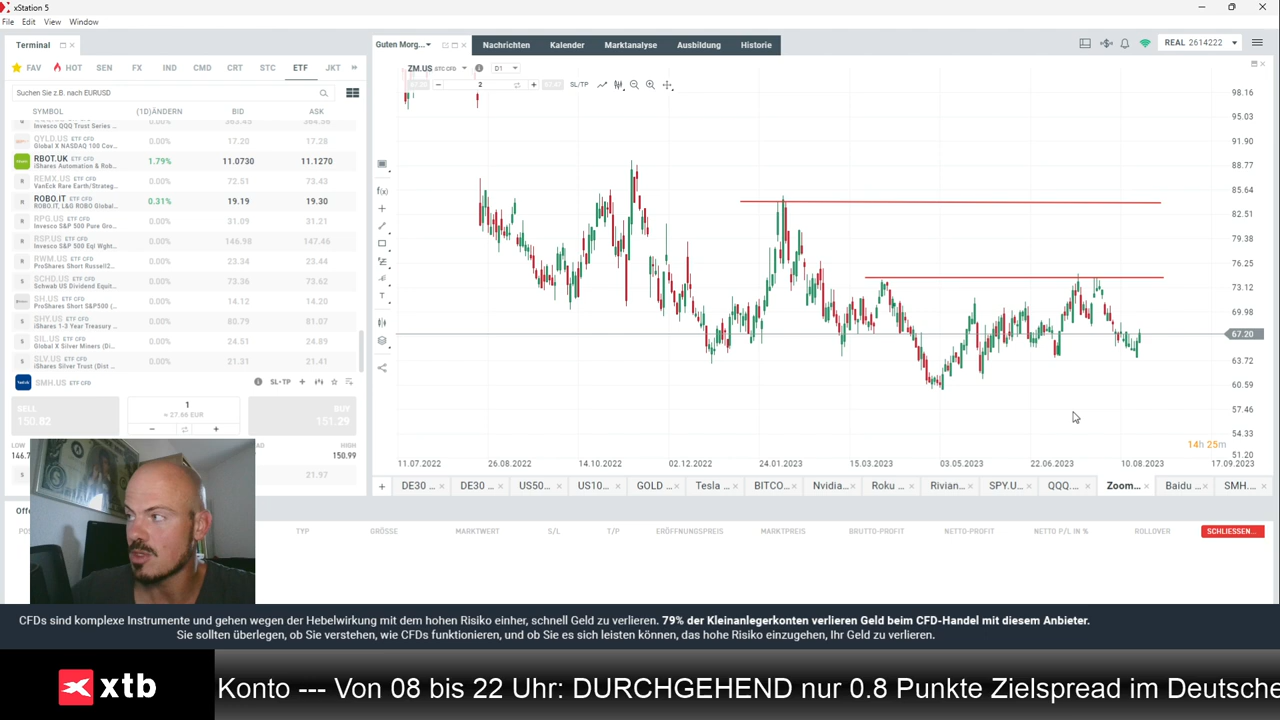 xStation 5
File Edit View Window
Terminal
FAV HOT SEN FX IND CMD CRT STC ETF JKT
Suchen Sie z.B. nach EURUSD
SYMBOL (1D)ÄNDERN BID ASK
Invesco QQQ Trust Series ... 0.00% 363.45 364.56
QYLD.US ETF CFD
Global X NASDAQ 100 Cov... 0.00% 17.20 17.28
RBOT.UK ETF CFD
iShares Automation & Rob... 1.79% 11.0730 11.1270
REMX.US ETF CFD
VanEck Rare Earth/Strateg... 0.00% 72.51 73.43
ROBO.IT ETF CFD
ROBO.IT, L&G ROBO Global... 0.31% 19.19 19.30
RPG.US ETF CFD
Invesco S&P 500 Pure Gro... 0.00% 31.21
RSP.US ETF CFD
Invesco S&P 500 Eql Wght... 0.00% 146.98 147.46
RWM.US ETF CFD
ProShares Short Russell2... 0.00% 23.34 23.44
SCHD.US ETF CFD
Schwab US Dividend Equit... 0.00% 73.36 73.62
SH.US ETF CFD
ProShares Short S&P500 (... 0.00% 14.12 14.20
SHY.US ETF CFD
iShares 1-3 Year Treasury ... 0.00% 80.79 81.07
SIL.US ETF CFD
Global X Silver Miners (Di... 0.00% 24.51 24.89
SLV.US ETF CFD
iShares Silver Trust (Dist ... 0.00% 21.31 21.41
SMH.US ETF CFD SL-TP
SELL 150.82
1
≈ 27.66 EUR
BUY 151.29
LOW HIGH
150.99
21.97
Guten Morg... Nachrichten Kalender Marktanalyse Ausbildung Historie
REAL 2614222
ZM.US STC CFD D1
2 SL/TP
98.16
95.03
91.90
88.77
85.64
82.51
79.38
76.25
73.12
69.98
67.20
63.72
60.59
57.46
54.33
51.20
14h 25m
11.07.2022 26.08.2022 14.10.2022 02.12.2022 24.01.2023 15.03.2023 03.05.2023 22.06.2023 10.08.2023 17.09.2023
DE30 ... DE30 ... US50... US10... GOLD ... Tesla ... BITCO... Nvidia... Roku ... Rivian... SPY.U... QQQ.... Zoom... Baidu ... SMH....
TYP GRÖSSE MARKTWERT S/L T/P ERÖFFNUNGSPREIS MARKTPREIS BRUTTO-PROFIT NETTO-PROFIT NETTO P/L IN % ROLLOVER SCHLIESSEN...
CFDs sind komplexe Instrumente und gehen wegen der Hebelwirkung mit dem hohen Risiko einher, schnell Geld zu verlieren. 79% der Kleinanlegerkonten verlieren Geld beim CFD-Handel mit diesem Anbieter.
Sie sollten überlegen, ob Sie verstehen, wie CFDs funktionieren, und ob Sie es sich leisten können, das hohe Risiko einzugehen, Ihr Geld zu verlieren.
xtb
Konto --- Von 08 bis 22 Uhr: DURCHGEHEND nur 0.8 Punkte Zielspread im Deutsche